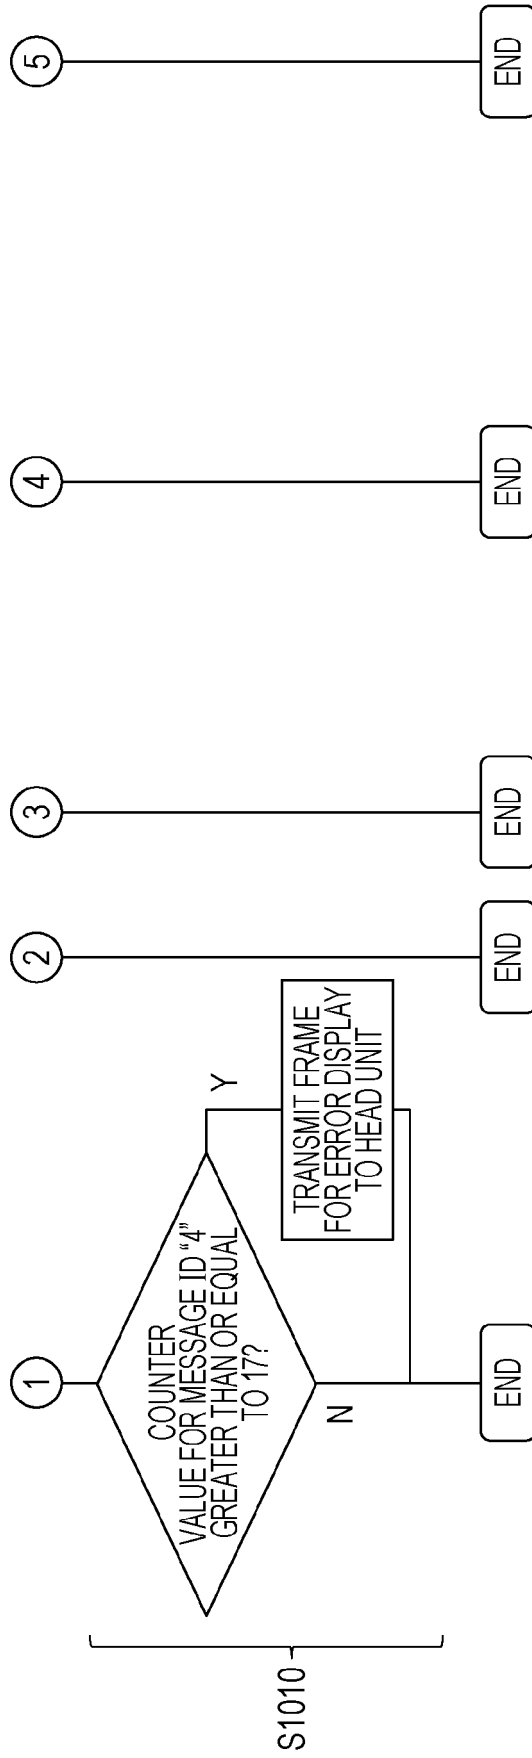 1
2
3
4
5
S1010
COUNTER
VALUE FOR MESSAGE ID “4”
GREATER THAN OR EQUAL
TO 17?
Y
N
TRANSMIT FRAME
FOR ERROR DISPLAY
TO HEAD UNIT
END
END
END
END
END